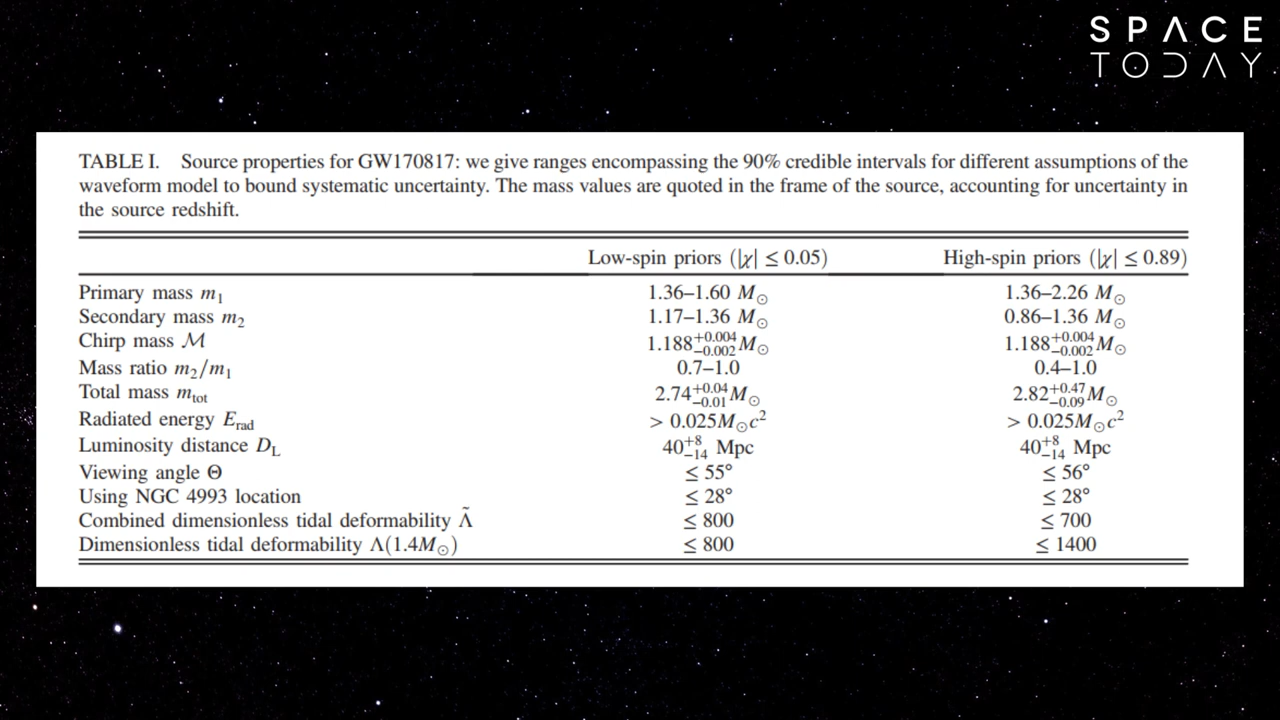 SPACE
TODAY
TABLE I. Source properties for GW170817: we give ranges encompassing the 90% credible intervals for different assumptions of the
waveform model to bound systematic uncertainty. The mass values are quoted in the frame of the source, accounting for uncertainty in
the source redshift.
Low-spin priors (|χ| ≤ 0.05) High-spin priors (|χ| ≤ 0.89)
Primary mass m₁ 1.36–1.60 M☉ 1.36–2.26 M☉
Secondary mass m₂ 1.17–1.36 M☉ 0.86–1.36 M☉
Chirp mass ℳ 1.188+0.004−0.002 M☉ 1.188+0.004−0.002 M☉
Mass ratio m₂/m₁ 0.7–1.0 0.4–1.0
Total mass mtot 2.74+0.04−0.01 M☉ 2.82+0.47−0.09 M☉
Radiated energy Erad > 0.025M☉c² > 0.025M☉c²
Luminosity distance DL 40+8−14 Mpc 40+8−14 Mpc
Viewing angle Θ ≤ 55° ≤ 56°
Using NGC 4993 location ≤ 28° ≤ 28°
Combined dimensionless tidal deformability Λ̃ ≤ 800 ≤ 700
Dimensionless tidal deformability Λ(1.4M☉) ≤ 800 ≤ 1400